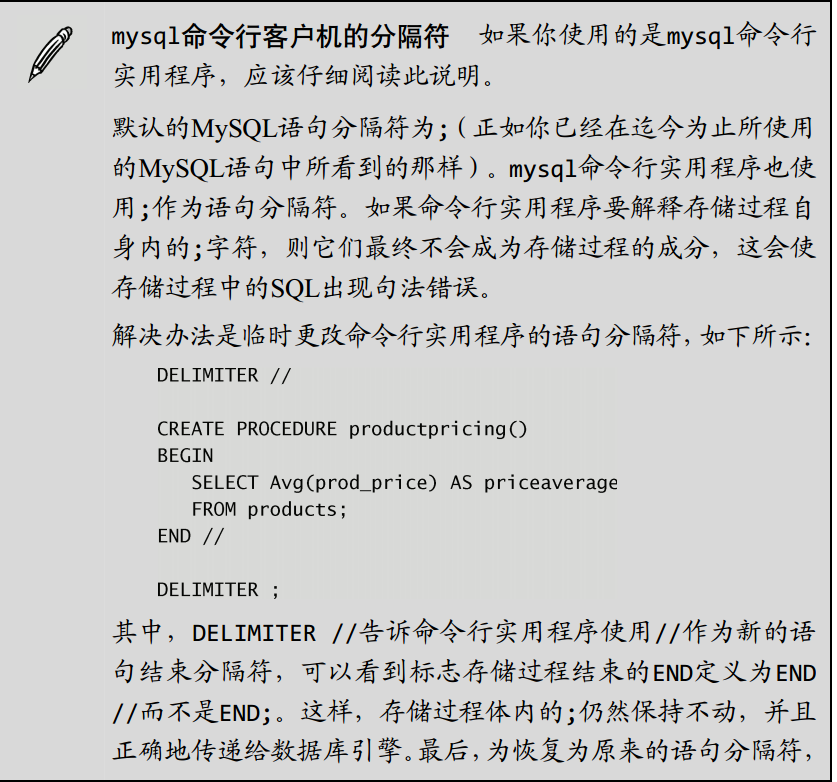 mysql命令行客户机的分隔符 如果你使用的是mysql命令行
实用程序，应该仔细阅读此说明。
默认的MySQL语句分隔符为;（正如你已经在迄今为止所使用
的MySQL语句中所看到的那样）。mysql命令行实用程序也使
用;作为语句分隔符。如果命令行实用程序要解释存储过程自
身内的;字符，则它们最终不会成为存储过程的成分，这会使
存储过程中的SQL出现句法错误。
解决办法是临时更改命令行实用程序的语句分隔符，如下所示：
DELIMITER //
CREATE PROCEDURE productpricing()
BEGIN
SELECT Avg(prod_price) AS priceaverage
FROM products;
END //
DELIMITER ;
其中，DELIMITER //告诉命令行实用程序使用//作为新的语
句结束分隔符，可以看到标志存储过程结束的END定义为END
//而不是END;。这样，存储过程体内的;仍然保持不动，并且
正确地传递给数据库引擎。最后，为恢复为原来的语句分隔符，